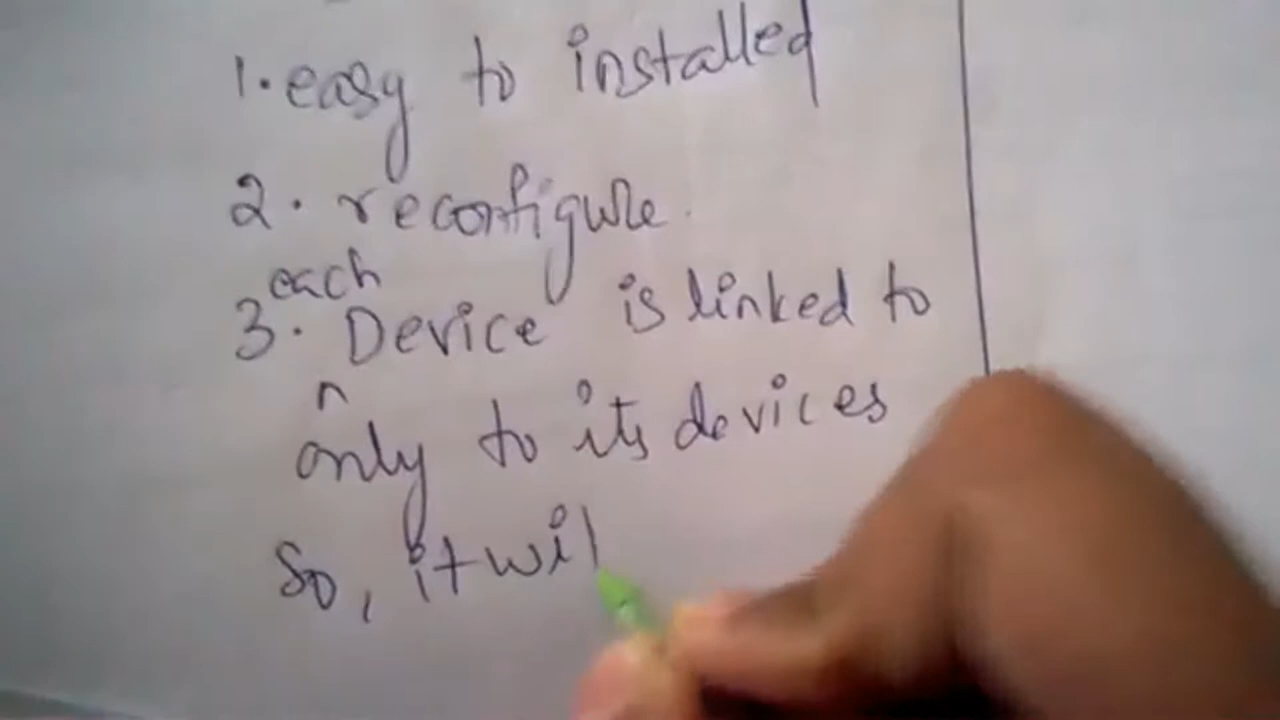 1. easy to installed
2. reconfigure
each
3. Device is linked to
^
only to its devices
So, it wil